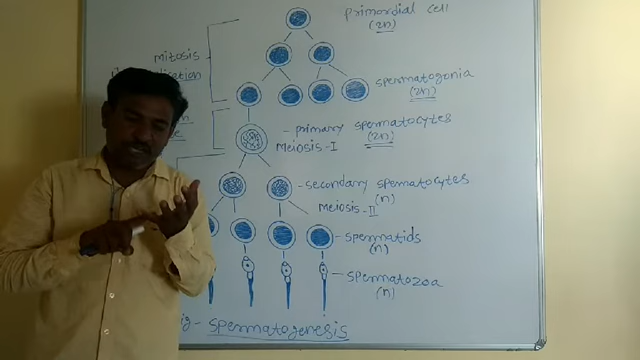 primordial cell
(2n)
mitosis
spermatogonia
(2n)
primary spermatocytes
(2n)
Meiosis-I
secondary spermatocytes
(n)
Meiosis-II
spermatids
(n)
spermatozoa
(n)
spermatogenesis